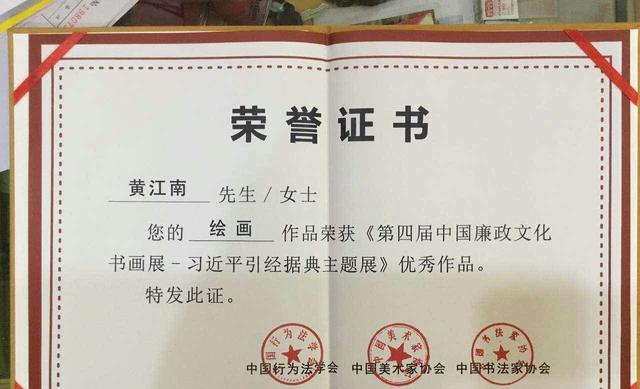 荣誉证书
黄江南 先生/女士
您的 绘画 作品荣获《第四届中国廉政文化
书画展-习近平引经据典主题展》优秀作品。
特发此证。
中国行为法学会 中国美术家协会 中国书法家协会